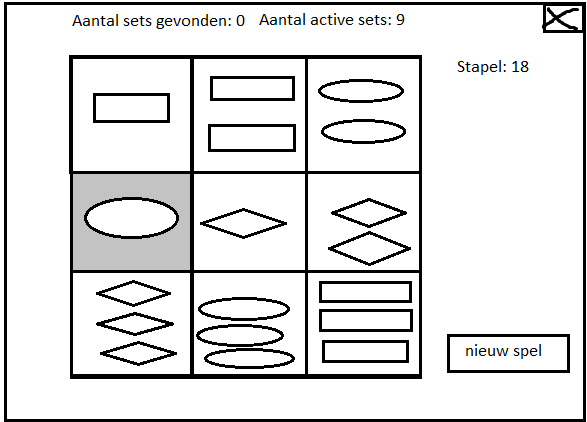 Aantal sets gevonden: 0 Aantal active sets: 9
Stapel: 18
nieuw spel